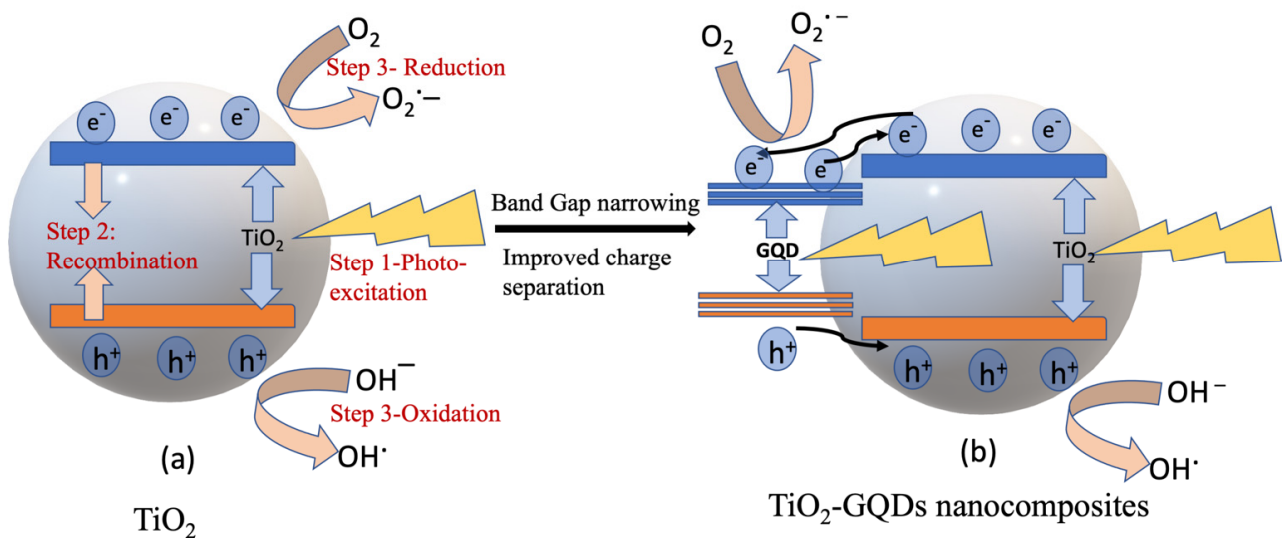 O₂
Step 3- Reduction
O₂˙−
e⁻ e⁻ e⁻
Step 2:
Recombination
TiO₂
Step 1-Photo-
excitation
h⁺ h⁺ h⁺
OH⁻
Step 3-Oxidation
OH˙
(a)
TiO₂
Band Gap narrowing
Improved charge
separation
O₂
O₂˙⁻
e⁻ e⁻ e⁻
e⁻ e
GQD
TiO₂
h⁺
h⁺ h⁺ h⁺
OH⁻
OH˙
(b)
TiO₂-GQDs nanocomposites